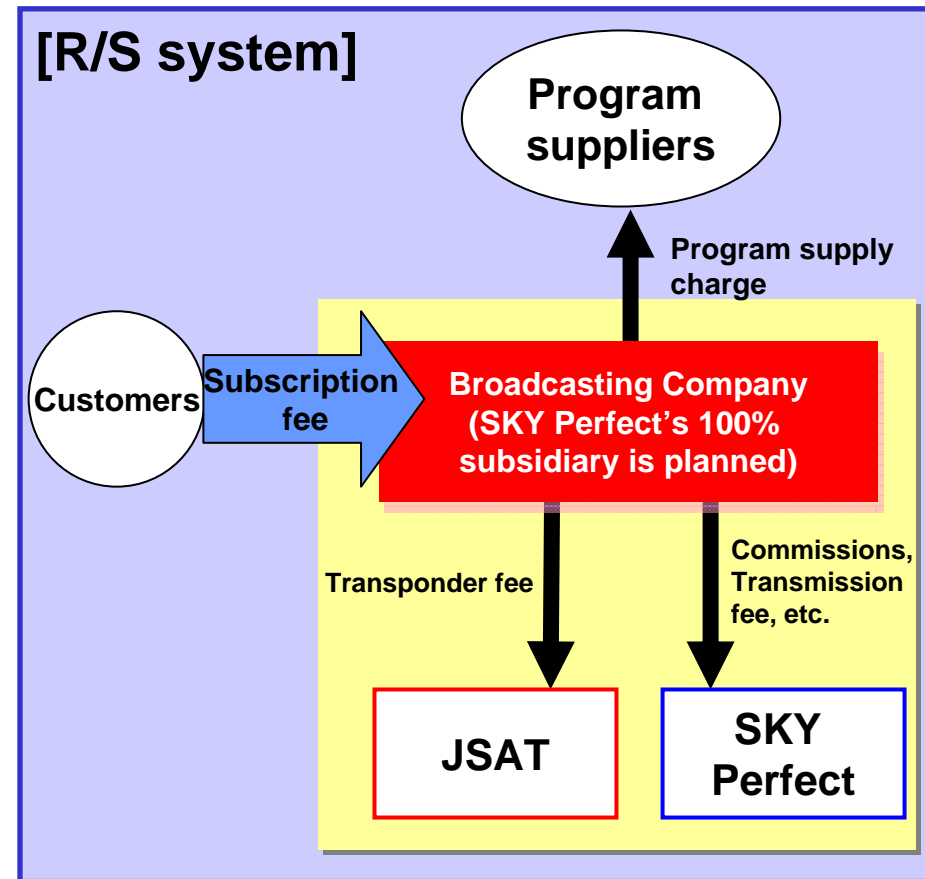 [R/S system]
Program
suppliers
Program supply
charge
Customers
Subscription
fee
Broadcasting Company
(SKY Perfect’s 100%
subsidiary is planned)
Transponder fee
Commissions,
Transmission
fee, etc.
JSAT
SKY
Perfect